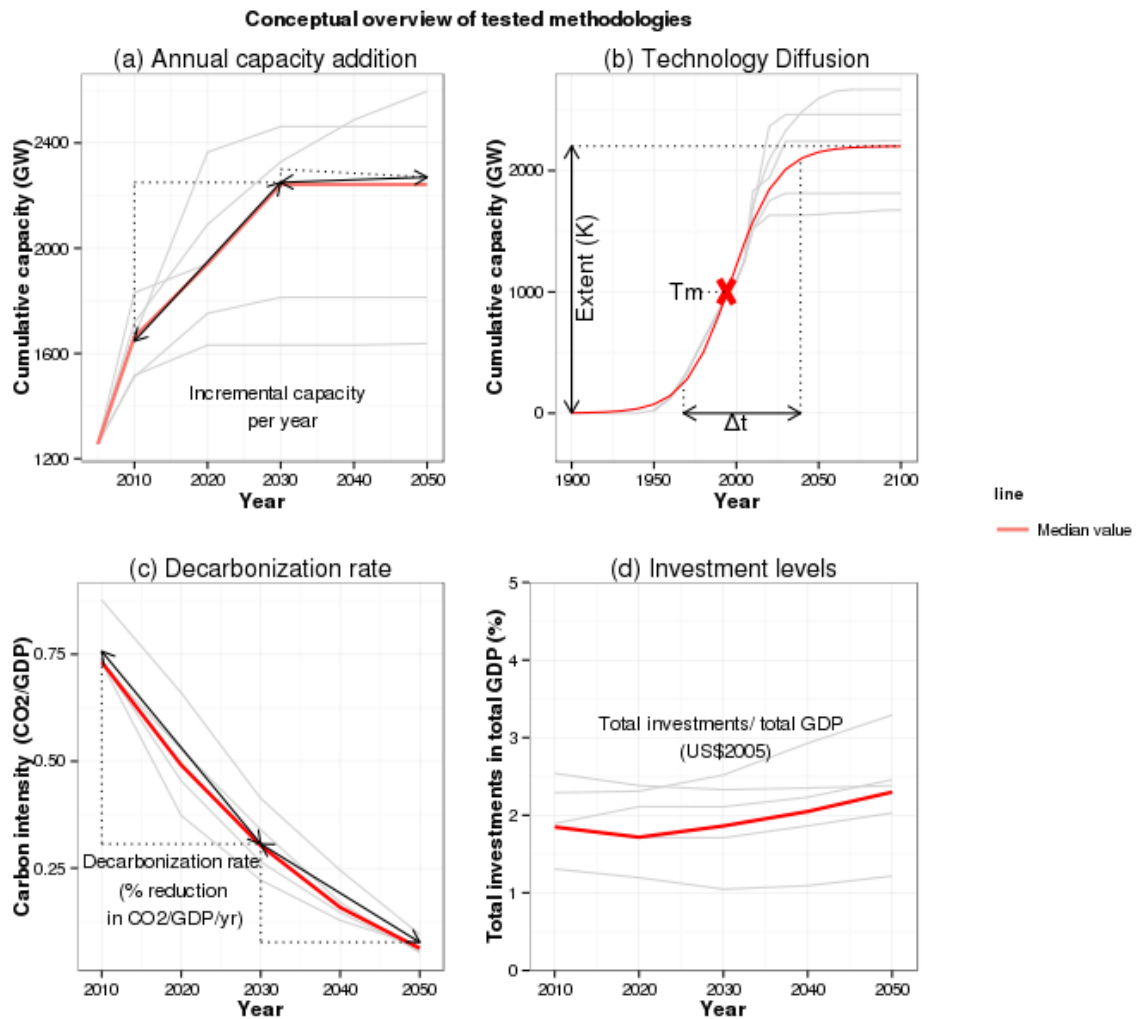 Conceptual overview of tested methodologies
(a) Annual capacity addition
Cumulative capacity (GW)
2400
2000
1600
1200
Incremental capacity
per year
2010 2020 2030 2040 2050
Year
(b) Technology Diffusion
Cumulative capacity (GW)
2000
1000
0
Extent (K)
Tm
Δt
1900 1950 2000 2050 2100
Year
line
Median value
(c) Decarbonization rate
Carbon intensity (CO2/GDP)
0.75
0.50
0.25
Decarbonization rate
(% reduction
in CO2/GDP/yr)
2010 2020 2030 2040 2050
Year
(d) Investment levels
Total investments in total GDP (%)
5
4
3
2
1
0
Total investments/ total GDP
(US$2005)
2010 2020 2030 2040 2050
Year